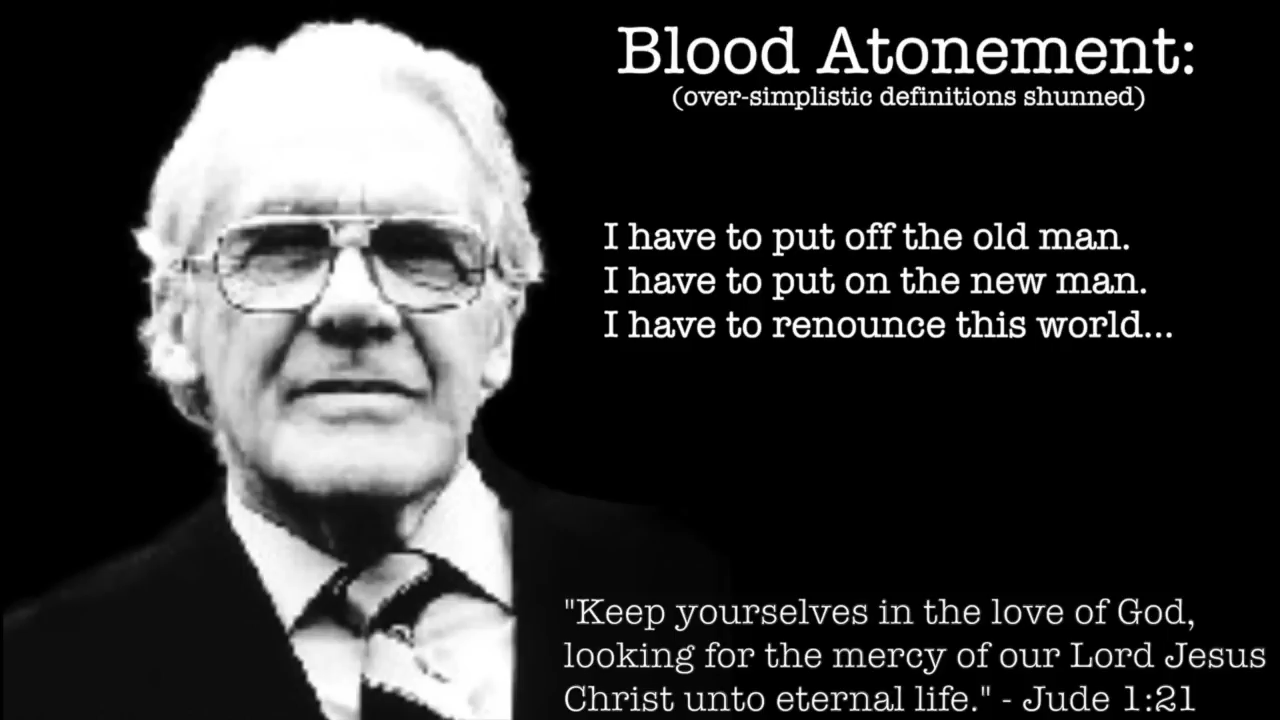 Blood Atonement:
(over-simplistic definitions shunned)
I have to put off the old man.
I have to put on the new man.
I have to renounce this world...
"Keep yourselves in the love of God,
looking for the mercy of our Lord Jesus
Christ unto eternal life." - Jude 1:21